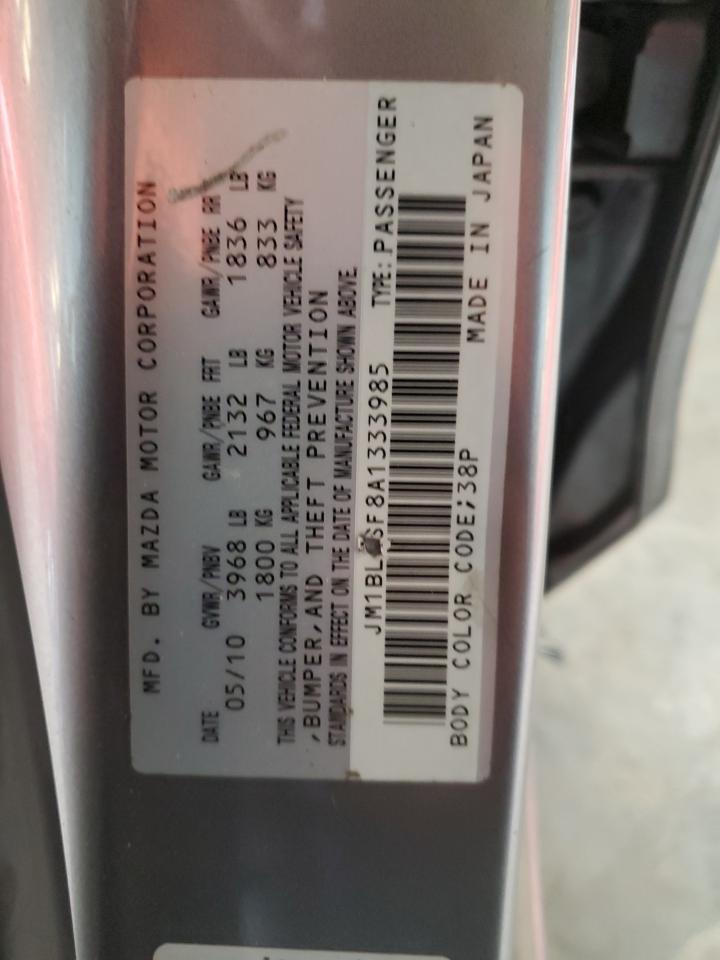 MFD. BY MAZDA MOTOR CORPORATION
DATE GVWR/PNBV GAWR/PNBE FRT GAWR/PNBE RR
05/10 3968 LB 2132 LB 1836 LB
1800 KG 967 KG 833 KG
THIS VEHICLE CONFORMS TO ALL APPLICABLE FEDERAL MOTOR VEHICLE SAFETY
,BUMPER,AND THEFT PREVENTION
STANDARDS IN EFFECT ON THE DATE OF MANUFACTURE SHOWN ABOVE.
TYPE: PASSENGER
BODY COLOR CODE;38P MADE IN JAPAN